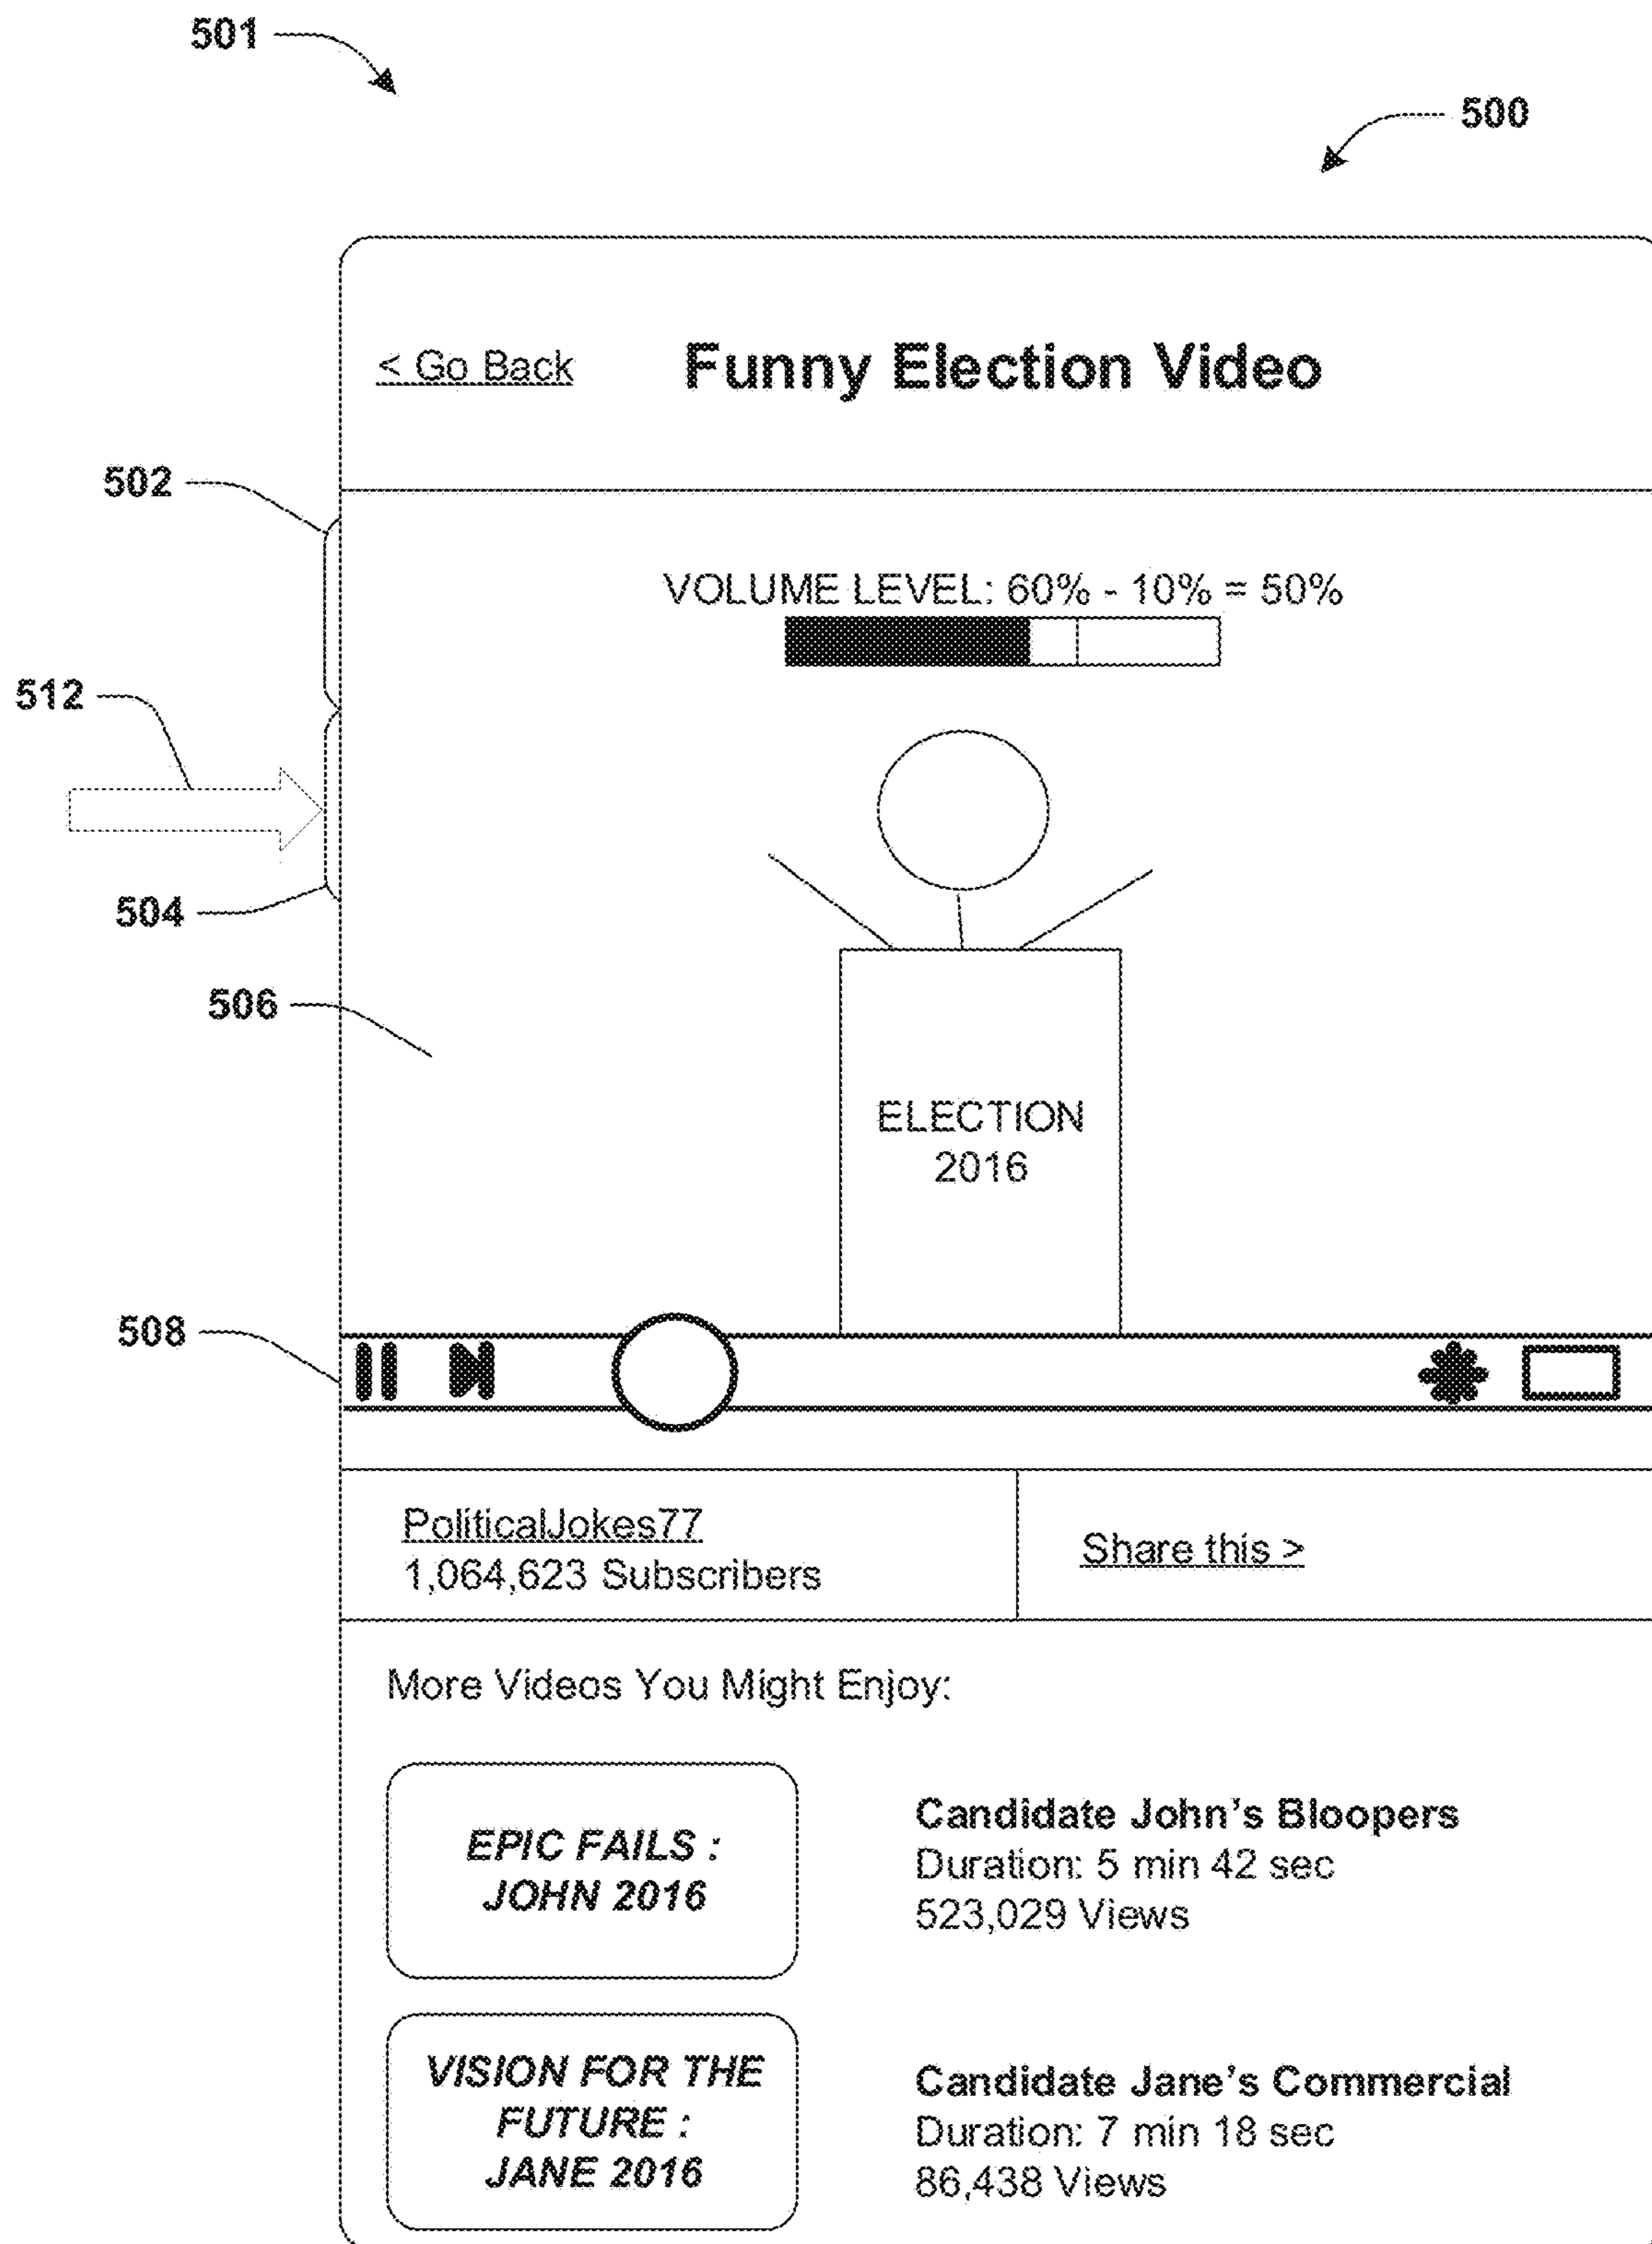 501
500
< Go Back
Funny Election Video
502
VOLUME LEVEL: 60% - 10% = 50%
512
504
506
ELECTION
2016
508
PoliticalJokes77
1,064,623 Subscribers
Share this >
More Videos You Might Enjoy:
EPIC FAILS :
JOHN 2016
Candidate John's Bloopers
Duration: 5 min 42 sec
523,029 Views
VISION FOR THE
FUTURE :
JANE 2016
Candidate Jane's Commercial
Duration: 7 min 18 sec
86,438 Views